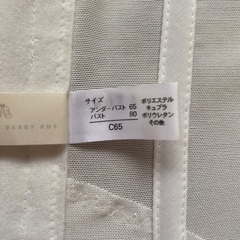 サイズ
アンダーバスト 65
バスト 80
C65
ポリエステル
キュプラ
ポリウレタン
その他